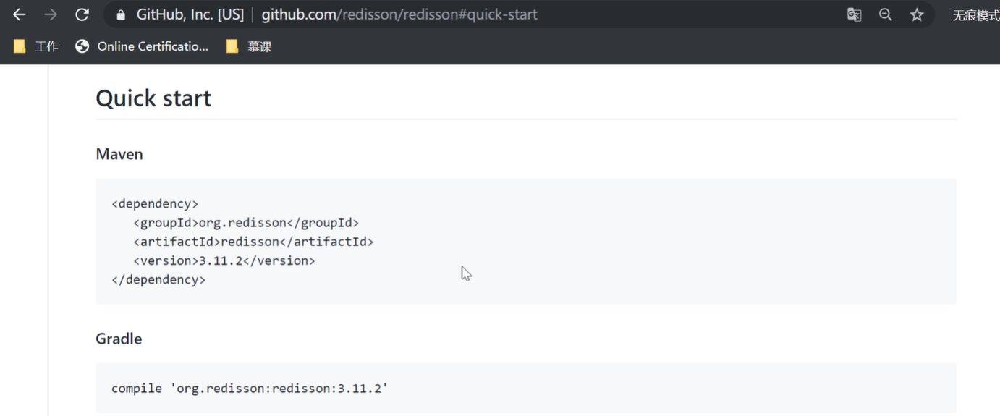 GitHub, Inc. [US] | github.com/redisson/redisson#quick-start
无痕模式
工作
Online Certificatio...
慕课
Quick start
Maven
<dependency>
<groupId>org.redisson</groupId>
<artifactId>redisson</artifactId>
<version>3.11.2</version>
</dependency>
Gradle
compile 'org.redisson:redisson:3.11.2'